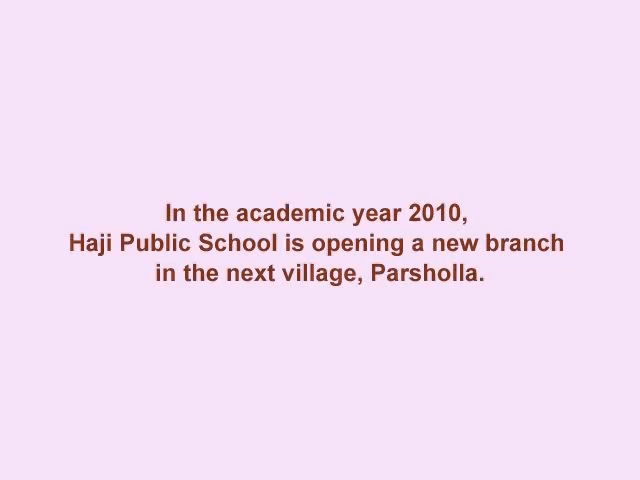 In the academic year 2010,
Haji Public School is opening a new branch
in the next village, Parsholla.